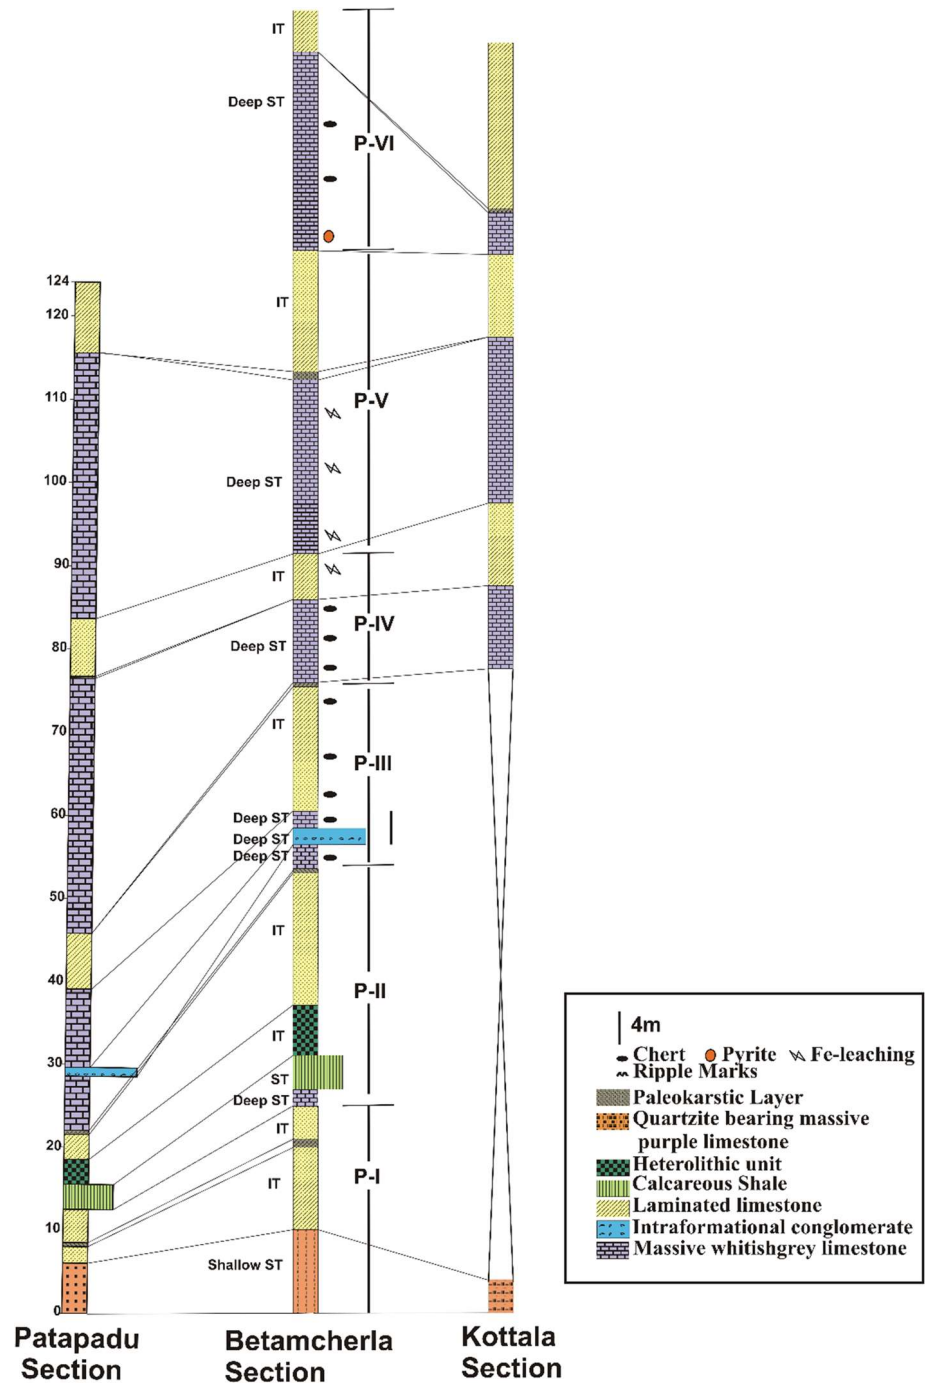 IT
Deep ST
P-VI
124
120
IT
110
P-V
100
Deep ST
90
IT
P-IV
80
Deep ST
70
IT
P-III
60
Deep ST
Deep ST
Deep ST
50
IT
40
P-II
30
IT
ST
Deep ST
20
IT
P-I
IT
10
Shallow ST
0
Patapadu
Section
Betamcherla
Section
Kottala
Section
4m
Chert Pyrite Fe-leaching
Ripple Marks
Paleokarstic Layer
Quartzite bearing massive
purple limestone
Heterolithic unit
Calcareous Shale
Laminated limestone
Intraformational conglomerate
Massive whitishgrey limestone